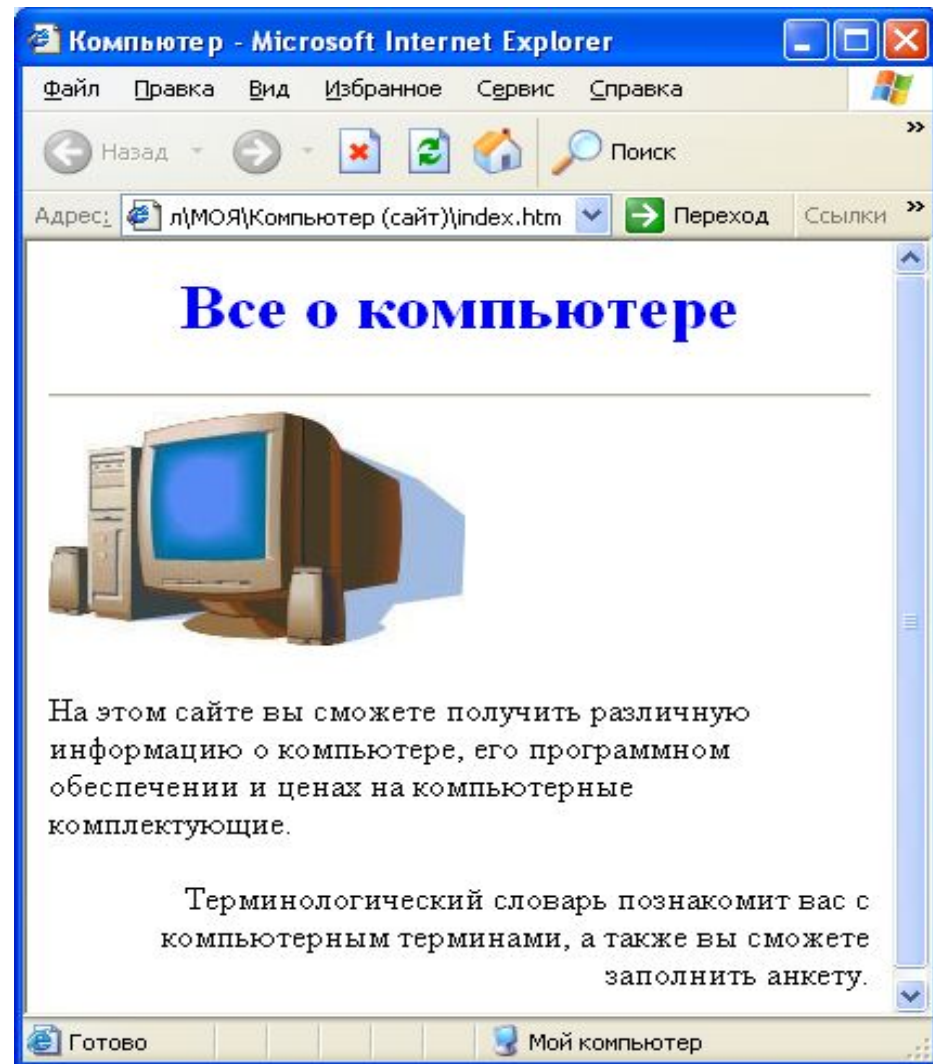 Компьютер - Microsoft Internet Explorer
Файл Правка Вид Избранное Сервис Справка
Назад Поиск »
Адрес: л\МОЯ\Компьютер (сайт)\index.htm Переход Ссылки »
Все о компьютере
На этом сайте вы сможете получить различную
информацию о компьютере, его программном
обеспечении и ценах на компьютерные
комплектующие.
Терминологический словарь познакомит вас с
компьютерным терминами, а также вы сможете
заполнить анкету.
Готово Мой компьютер